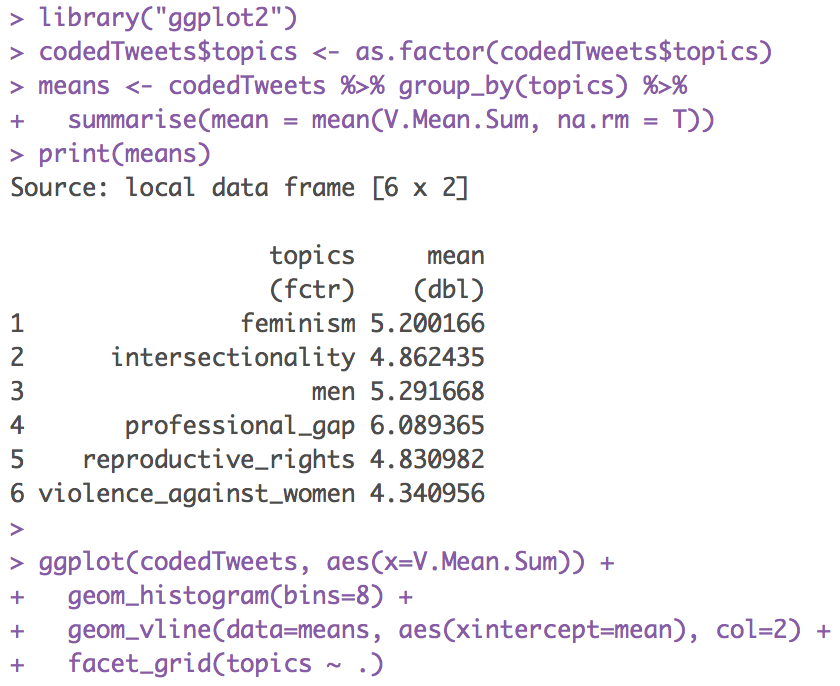 > library("ggplot2")
> codedTweets$topics <- as.factor(codedTweets$topics)
> means <- codedTweets %>% group_by(topics) %>%
+   summarise(mean = mean(V.Mean.Sum, na.rm = T))
> print(means)
Source: local data frame [6 x 2]

                topics     mean
                (fctr)    (dbl)
1             feminism 5.200166
2     intersectionality 4.862435
3                  men 5.291668
4     professional_gap 6.089365
5  reproductive_rights 4.830982
6 violence_against_women 4.340956
>
> ggplot(codedTweets, aes(x=V.Mean.Sum)) +
+   geom_histogram(bins=8) +
+   geom_vline(data=means, aes(xintercept=mean), col=2) +
+   facet_grid(topics ~ .)